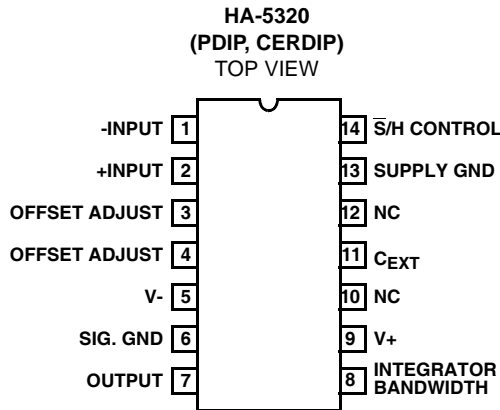 HA-5320
(PDIP, CERDIP)
TOP VIEW
-INPUT 1
+INPUT 2
OFFSET ADJUST 3
OFFSET ADJUST 4
V- 5
SIG. GND 6
OUTPUT 7
14 S̅/H CONTROL
13 SUPPLY GND
12 NC
11 CEXT
10 NC
9 V+
8 INTEGRATOR
BANDWIDTH